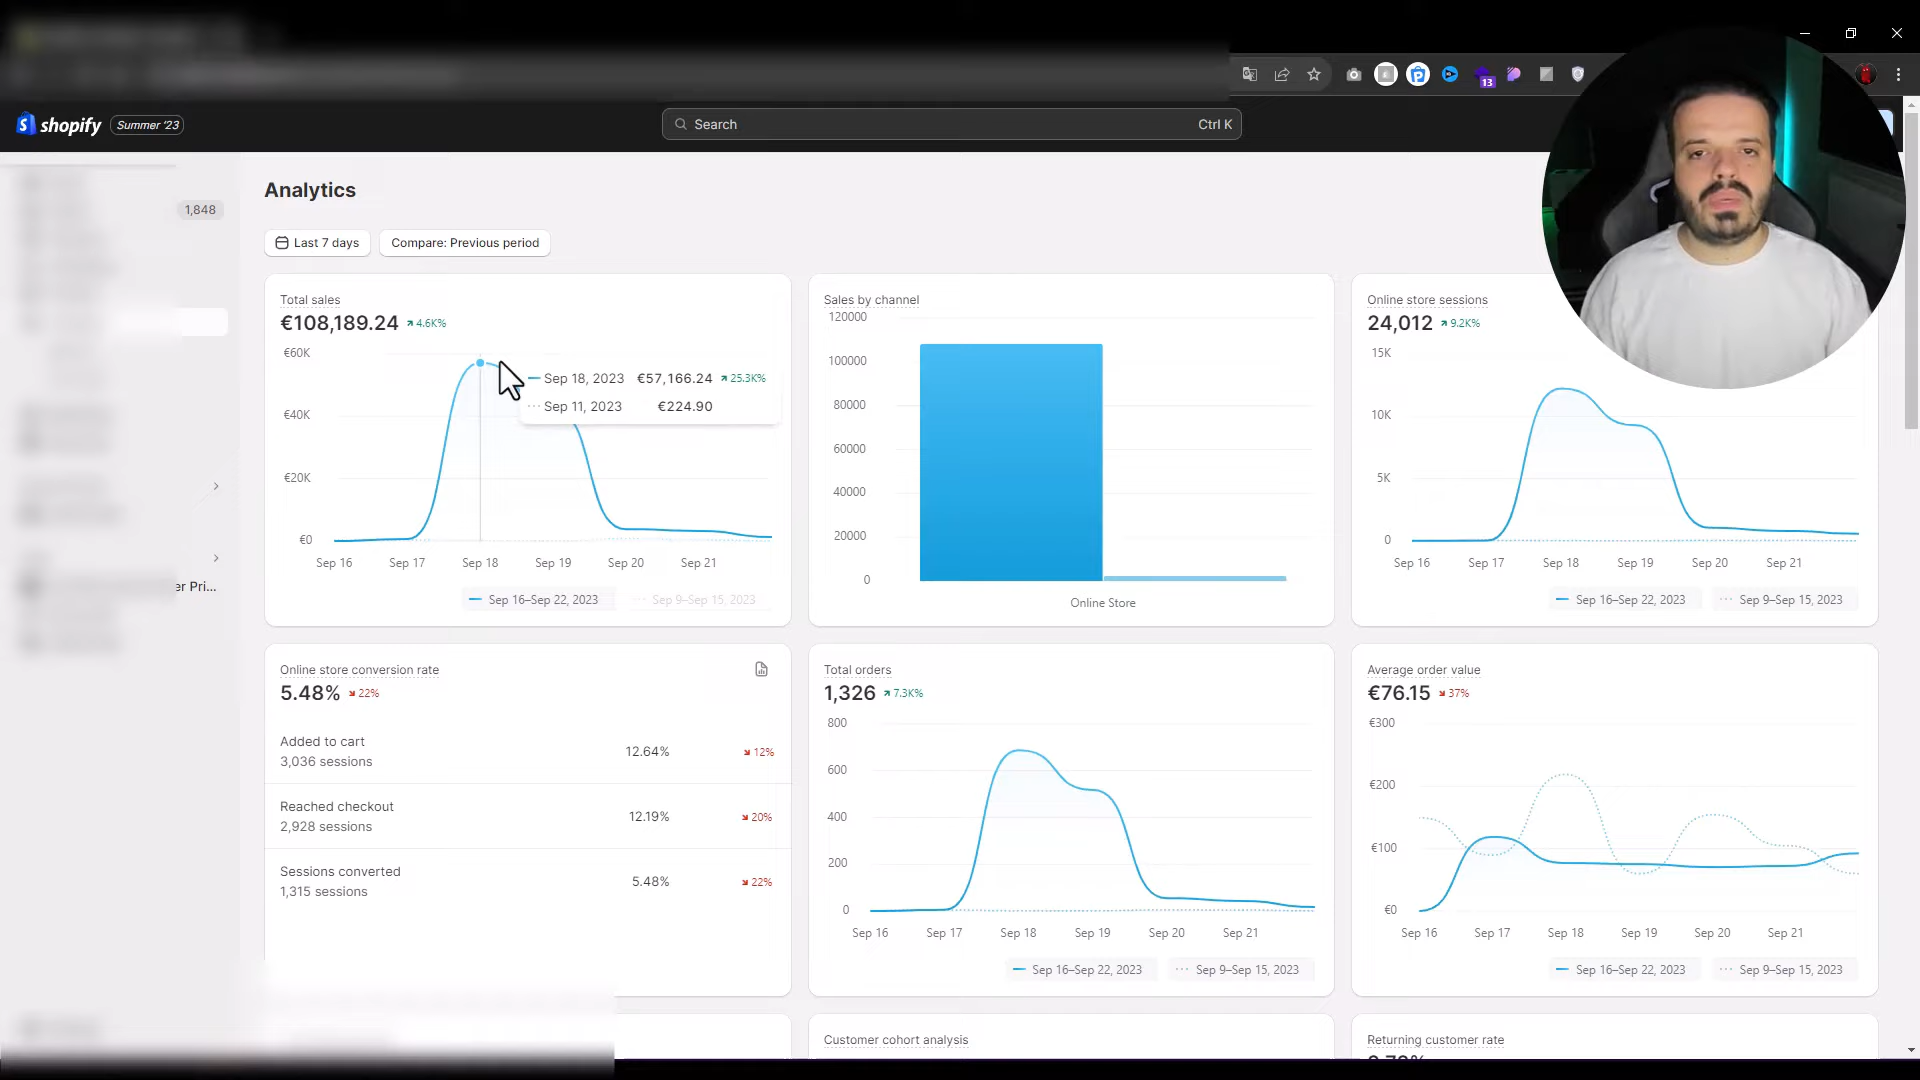 13
shopify Summer '23
Search Ctrl K
1,848
er Pri...
Analytics
Last 7 days Compare: Previous period
Total sales
€108,189.24 4.6K%
€60K
€40K
€20K
€0
Sep 18, 2023 €57,166.24 25.3K%
Sep 11, 2023 €224.90
Sep 16 Sep 17 Sep 18 Sep 19 Sep 20 Sep 21
Sep 16–Sep 22, 2023 Sep 9–Sep 15, 2023
Sales by channel
120000
100000
80000
60000
40000
20000
0
Online Store
Online store sessions
24,012 9.2K%
15K
10K
5K
0
Sep 16 Sep 17 Sep 18 Sep 19 Sep 20 Sep 21
Sep 16–Sep 22, 2023 Sep 9–Sep 15, 2023
Online store conversion rate
5.48% 22%
Added to cart
3,036 sessions
12.64% 12%
Reached checkout
2,928 sessions
12.19% 20%
Sessions converted
1,315 sessions
5.48% 22%
Total orders
1,326 7.3K%
800
600
400
200
0
Sep 16 Sep 17 Sep 18 Sep 19 Sep 20 Sep 21
Sep 16–Sep 22, 2023 Sep 9–Sep 15, 2023
Average order value
€76.15 37%
€300
€200
€100
€0
Sep 16 Sep 17 Sep 18 Sep 19 Sep 20 Sep 21
Sep 16–Sep 22, 2023 Sep 9–Sep 15, 2023
Customer cohort analysis
Returning customer rate